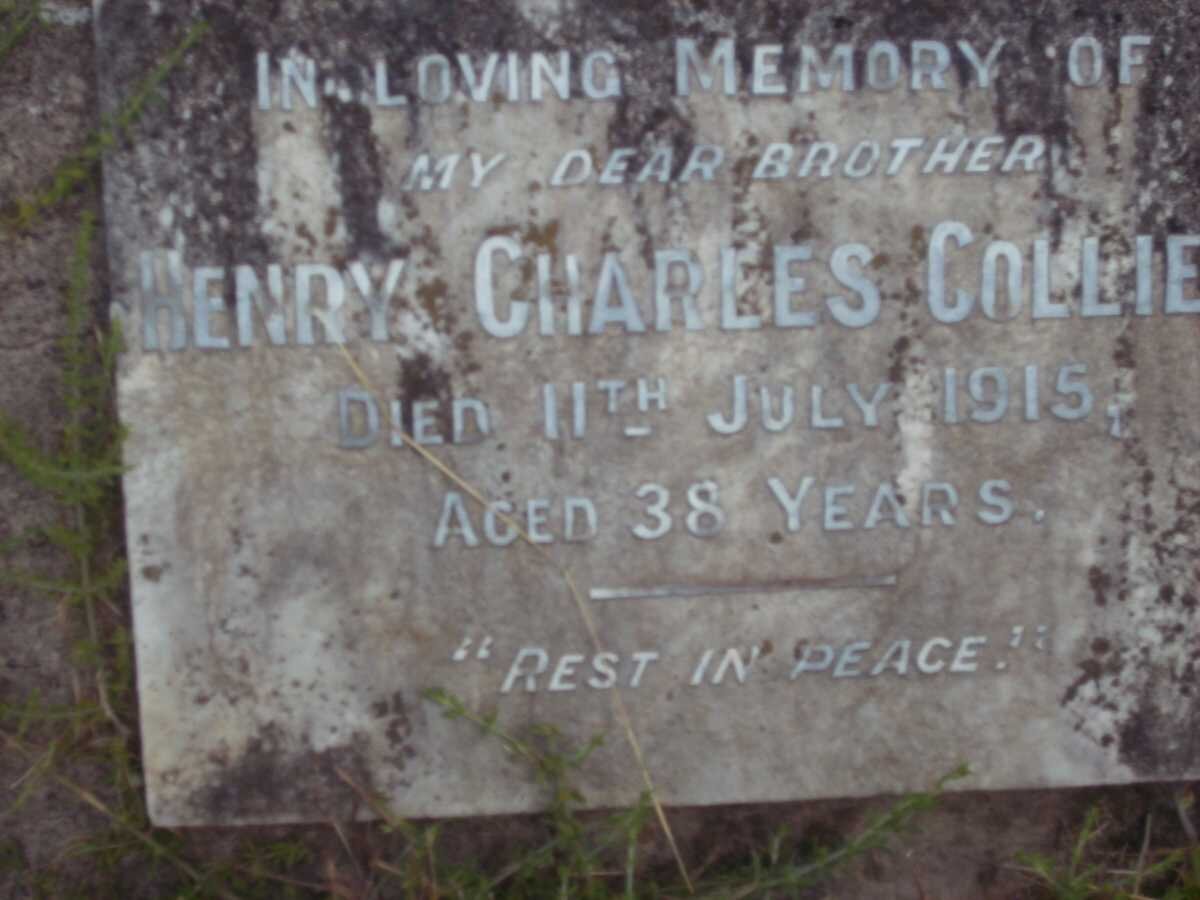 IN LOVING MEMORY OF
MY DEAR BROTHER
HENRY CHARLES COLLIE
DIED 11TH JULY 1915,
AGED 38 YEARS.
"REST IN PEACE."